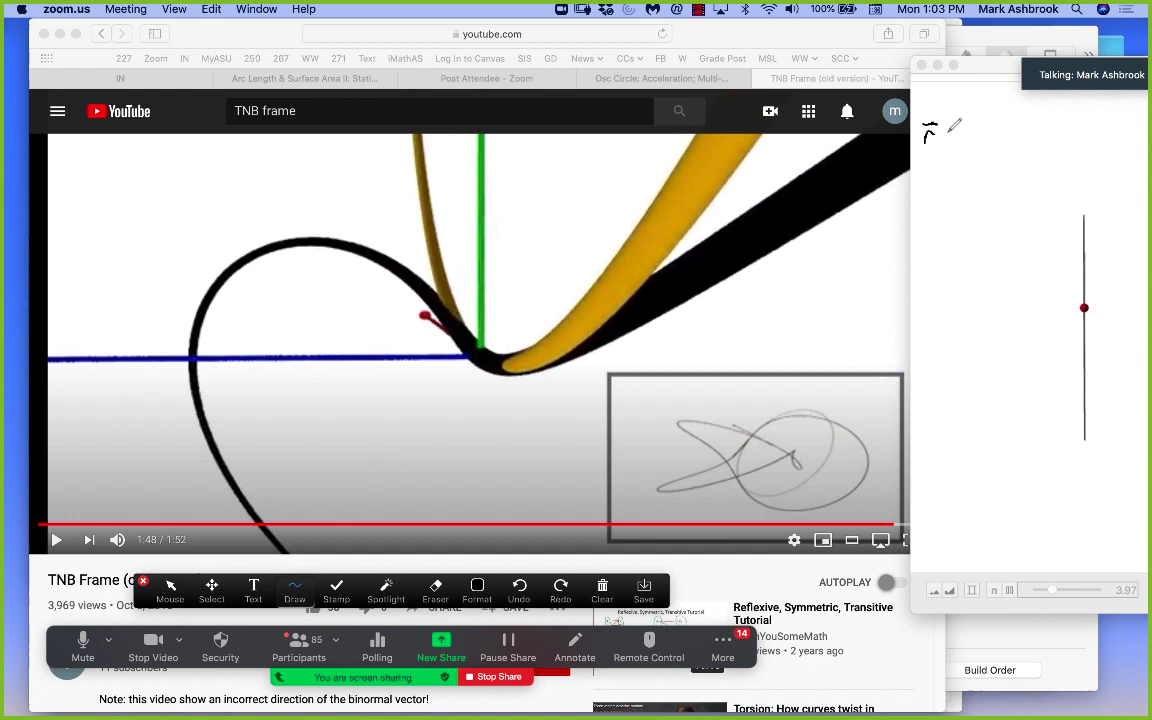 zoom.us Meeting View Edit Window Help 100% Mon 1:03 PM Mark Ashbrook
youtube.com
227 Zoom IN MyASU 250 267 WW 271 Text iMathAS Log In to Canvas SIS GD News CCs FB W Grade Post MSL WW SCC
IN Arc Length & Surface Area II: Stati... Post Attendee - Zoom Osc Circle; Acceleration; Multi-... TNB Frame (old version) - YouT...
Talking: Mark Ashbrook
YouTube TNB frame m
r
1:48 / 1:52
TNB Frame (o
AUTOPLAY
3,969 views • Oc
Mouse Select Text Draw Stamp Spotlight Eraser Format Undo Redo Clear Save
3.97
Reflexive, Symmetric, Transitive Tutorial
Reflexive, Symmetric, Transitive
Tutorial
nYouSomeMath
views • 2 years ago
85
14
Mute Stop Video Security Participants Polling New Share Pause Share Annotate Remote Control More
You are screen sharing Stop Share
Build Order
Note: this video show an incorrect direction of the binormal vector!
Torsion: How curves twist in